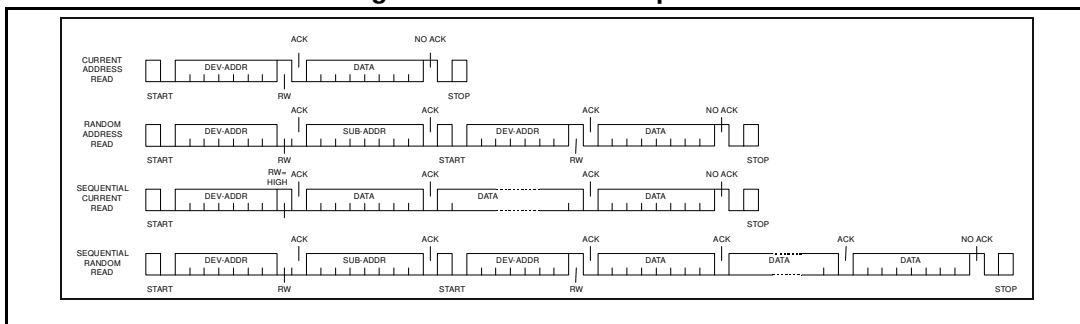 ACK NO ACK
CURRENT ADDRESS READ
DEV-ADDR DATA
START RW STOP
ACK ACK ACK NO ACK
RANDOM ADDRESS READ
DEV-ADDR SUB-ADDR DEV-ADDR DATA
START RW START RW STOP
RW= HIGH ACK ACK ACK NO ACK
SEQUENTIAL CURRENT READ
DEV-ADDR DATA DATA DATA
START STOP
ACK ACK ACK ACK ACK NO ACK
SEQUENTIAL RANDOM READ
DEV-ADDR SUB-ADDR DEV-ADDR DATA DATA DATA
START RW START RW STOP